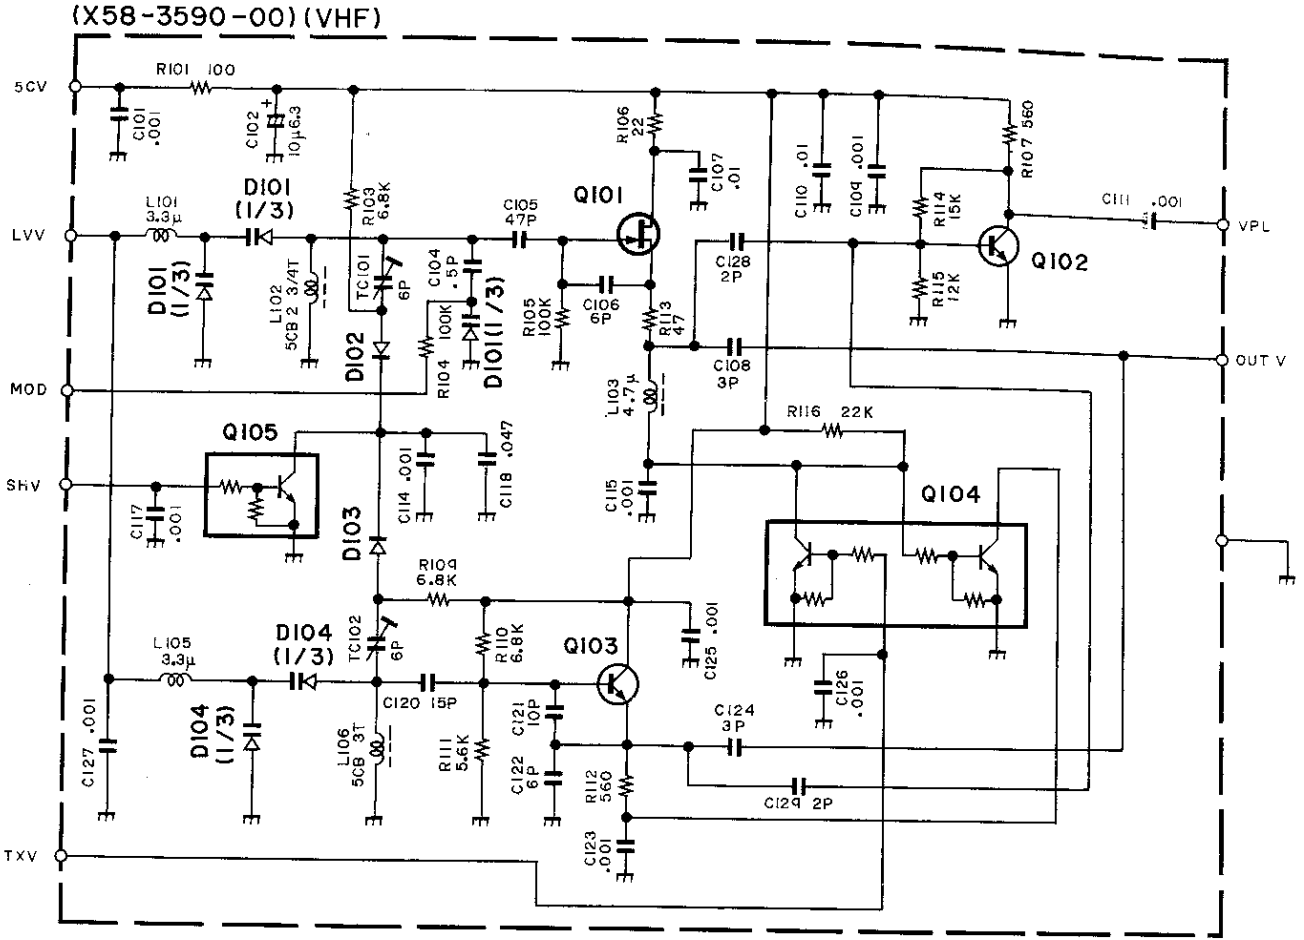 (X58-3590-00)(VHF)
5CV
R101 100
C101
.001
C102
+
10μ6.3
R103
6.8K
R106
22
C107
.01
C110
.01
C109
.001
R107 560
R114
15K
C111 .001
VPL
LVV
L101
3.3μ
D101
(1/3)
D101
(1/3)
L102
5CB 2 3/4T
TC101
6P
C104
.5P
C105
47P
Q101
C106
6P
R105
100K
R113
47
C128
2P
R115
12K
Q102
MOD
R104 100K
D101(1/3)
D102
C108
3P
OUT V
L103
4.7μ
R116 22K
Q105
SHV
C117
.001
C114 .001
C118 .047
C115
.001
Q104
D103
R109
6.8K
R110
6.8K
Q103
C125 .001
C126
.001
L105
3.3μ
D104
(1/3)
D104
(1/3)
TC102
6P
C120 15P
C121
10P
C124
3P
C127 .001
L106
5CB 3T
R111
5.6K
C122
6P
R112
560
C129 2P
C123
.001
TXV